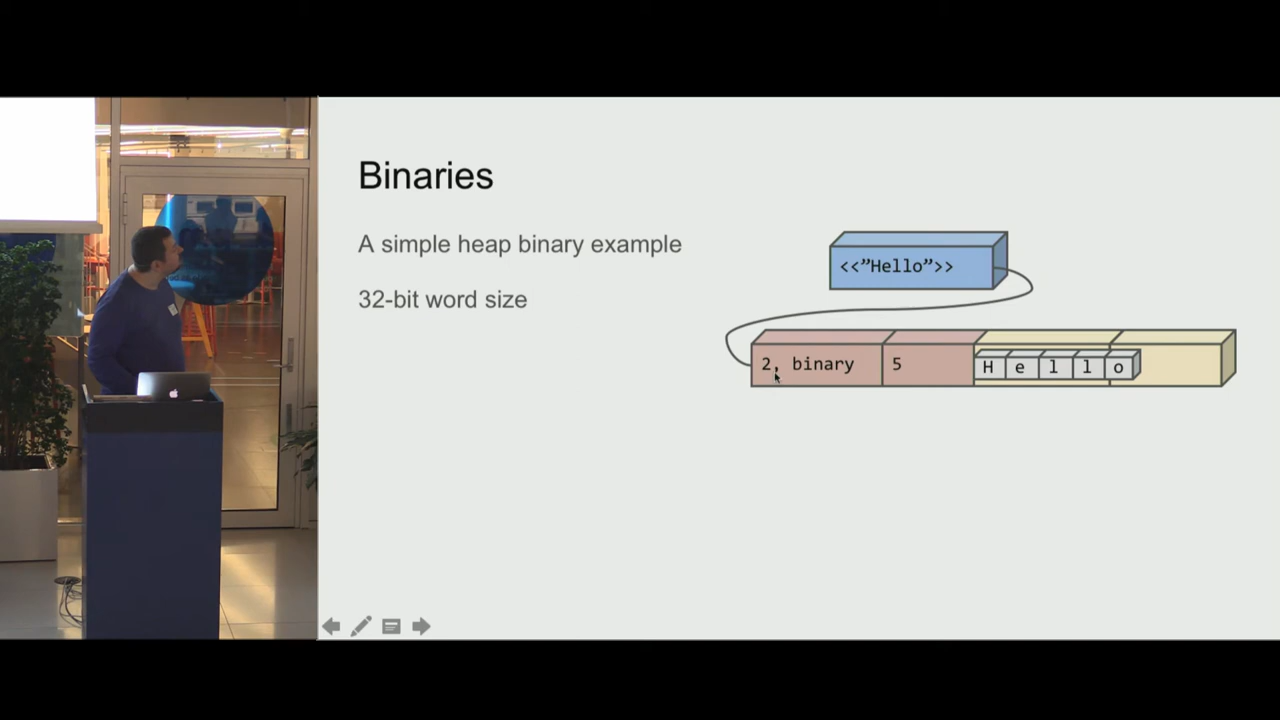 Binaries
A simple heap binary example
32-bit word size
<<”Hello”>>
2, binary
5
H e l l o